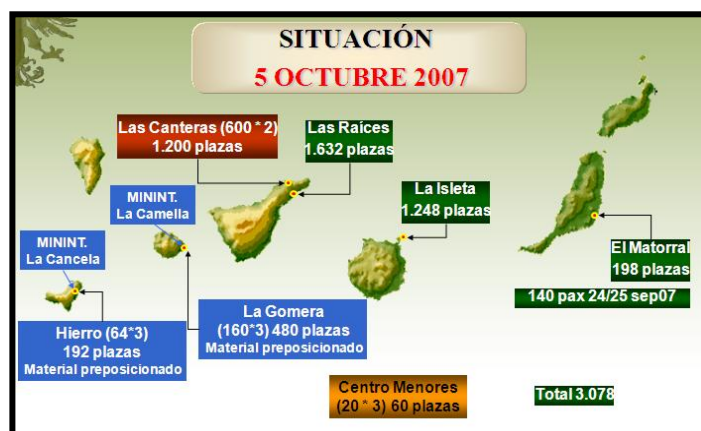 SITUACIÓN
5 OCTUBRE 2007
Las Canteras (600 * 2)
1.200 plazas
Las Raíces
1.632 plazas
La Isleta
1.248 plazas
MININT.
La Camella
MININT.
La Cancela
El Matorral
198 plazas
140 pax 24/25 sep07
Hierro (64*3)
192 plazas
Material preposicionado
La Gomera
(160*3) 480 plazas
Material preposicionado
Centro Menores
(20 * 3) 60 plazas
Total 3.078